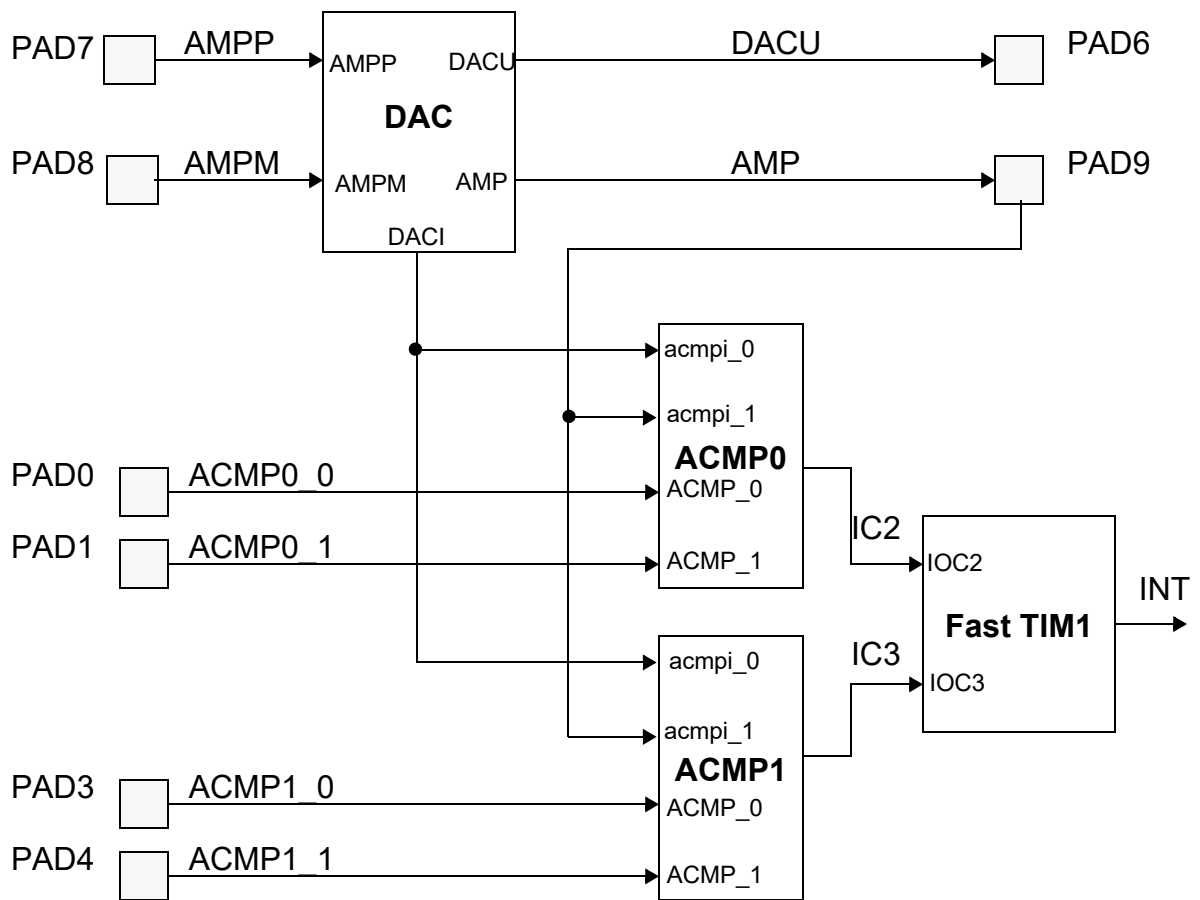 PAD7 AMPP AMPP DACU DACU PAD6
DAC
PAD8 AMPM AMPM AMP AMP PAD9
DACI
acmpi_0
acmpi_1
ACMP0
PAD0 ACMP0_0 ACMP_0
IC2
PAD1 ACMP0_1 ACMP_1 IOC2
INT
Fast TIM1
acmpi_0 IC3
IOC3
acmpi_1
ACMP1
PAD3 ACMP1_0 ACMP_0
PAD4 ACMP1_1 ACMP_1